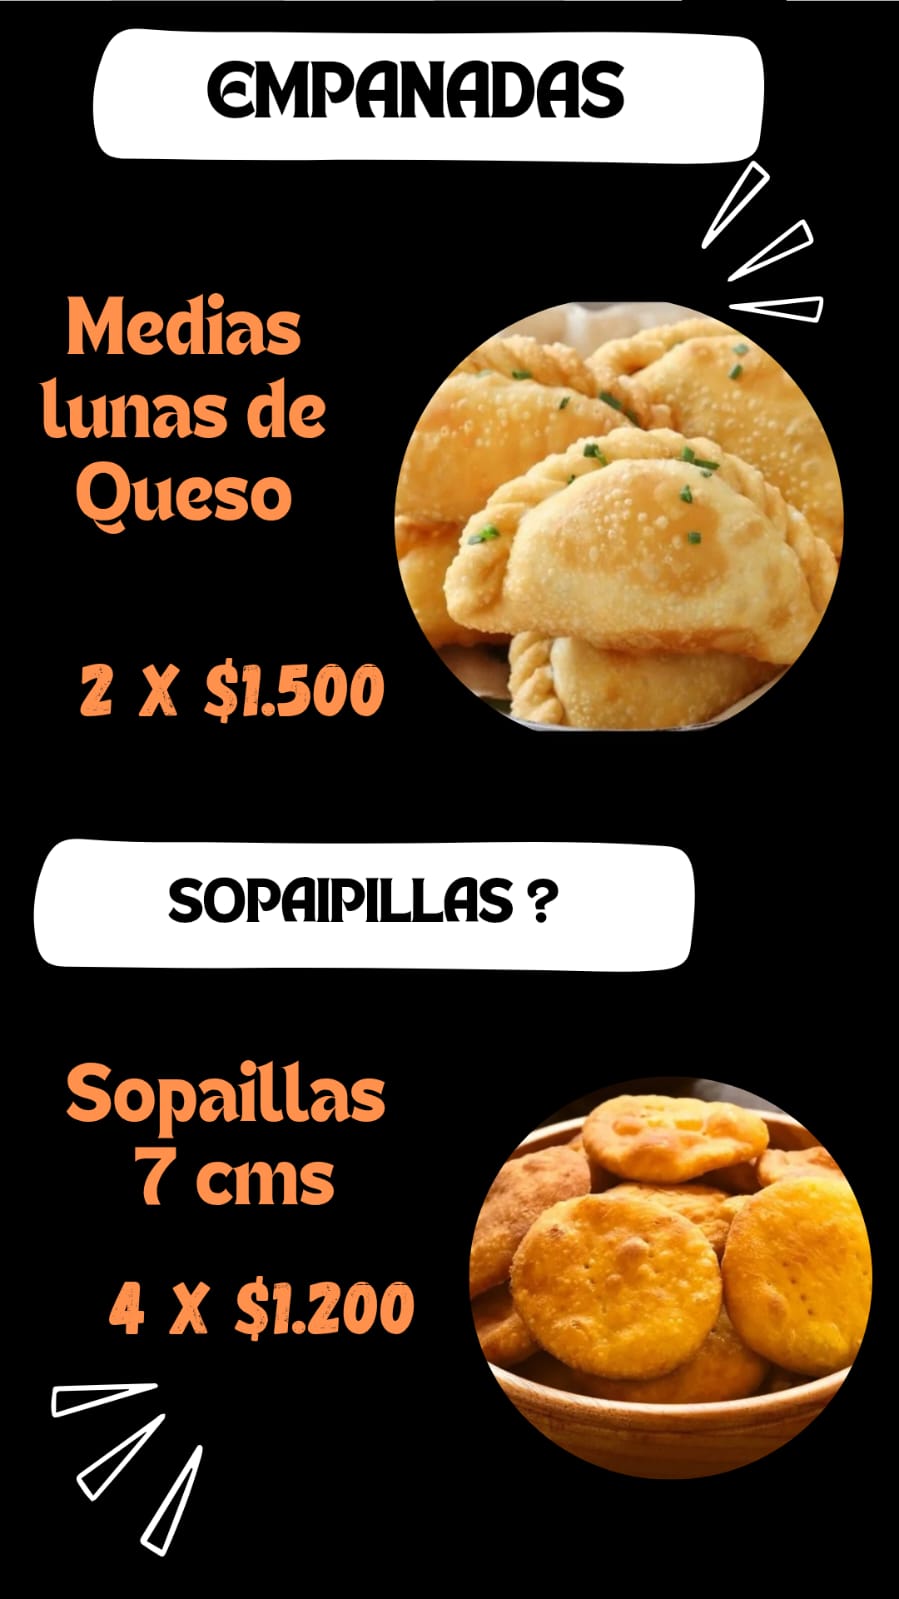 EMPANADAS
Medias
lunas de
Queso
2 X $1.500
SOPAIPILLAS ?
Sopaillas
7 cms
4 X $1.200